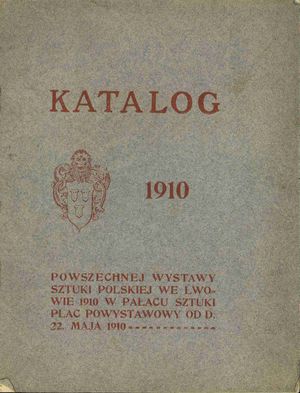 KATALOG
1910
POWSZECHNEJ WYSTAWY
SZTUKI POLSKIEJ WE LWO-
WIE 1910 W PAŁACU SZTUKI
PLAC POWYSTAWOWY OD D.
22. MAJA 1910